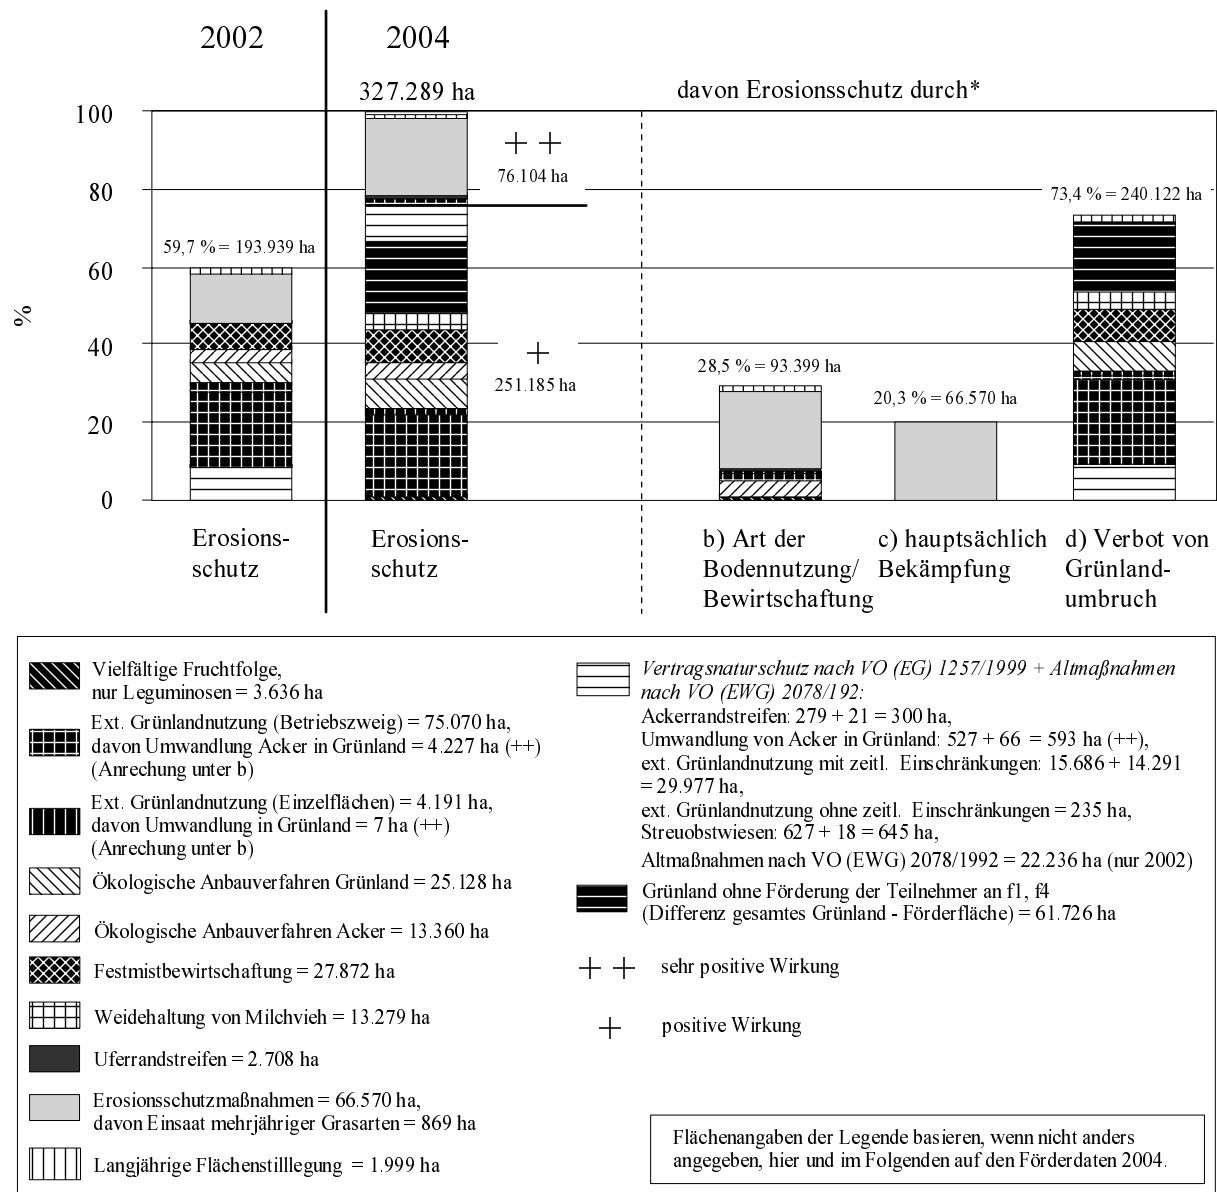 2002
2004
327.289 ha
davon Erosionsschutz durch*
100
80
60
40
20
0
%
+ +
76.104 ha
73,4 % = 240.122 ha
59,7 % = 193.939 ha
+
251.185 ha
28,5 % = 93.399 ha
20,3 % = 66.570 ha
Erosions-
schutz
Erosions-
schutz
b) Art der
Bodennutzung/
Bewirtschaftung
c) hauptsächlich
Bekämpfung
d) Verbot von
Grünland-
umbruch
Vielfältige Fruchtfolge,
nur Leguminosen = 3.636 ha
Ext. Grünlandnutzung (Betriebszweig) = 75.070 ha,
davon Umwandlung Acker in Grünland = 4.227 ha (++)
(Anrechung unter b)
Ext. Grünlandnutzung (Einzelflächen) = 4.191 ha,
davon Umwandlung in Grünland = 7 ha (++)
(Anrechung unter b)
Ökologische Anbauverfahren Grünland = 25.128 ha
Ökologische Anbauverfahren Acker = 13.360 ha
Festmistbewirtschaftung = 27.872 ha
Weidehaltung von Milchvieh = 13.279 ha
Uferrandstreifen = 2.708 ha
Erosionsschutzmaßnahmen = 66.570 ha,
davon Einsaat mehrjähriger Grasarten = 869 ha
Langjährige Flächenstilllegung = 1.999 ha
Vertragsnaturschutz nach VO (EG) 1257/1999 + Altmaßnahmen
nach VO (EWG) 2078/192:
Ackerrandstreifen: 279 + 21 = 300 ha,
Umwandlung von Acker in Grünland: 527 + 66 = 593 ha (++),
ext. Grünlandnutzung mit zeitl. Einschränkungen: 15.686 + 14.291
= 29.977 ha,
ext. Grünlandnutzung ohne zeitl. Einschränkungen = 235 ha,
Streuobstwiesen: 627 + 18 = 645 ha,
Altmaßnahmen nach VO (EWG) 2078/1992 = 22.236 ha (nur 2002)
Grünland ohne Förderung der Teilnehmer an f1, f4
(Differenz gesamtes Grünland - Förderfläche) = 61.726 ha
+ + sehr positive Wirkung
+ positive Wirkung
Flächenangaben der Legende basieren, wenn nicht anders
angegeben, hier und im Folgenden auf den Förderdaten 2004.